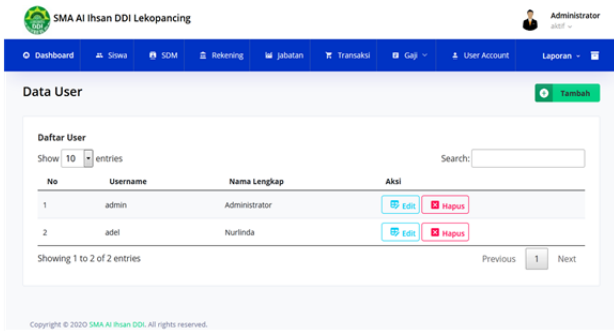 SMA Al Ihsan DDI Lekopancing
Administrator
aktif
Dashboard Siswa SDM Rekening Jabatan Transaksi Gaji User Account Laporan
Data User
Tambah
Daftar User
Show 10 entries Search:
No Username Nama Lengkap Aksi
1 admin Administrator Edit Hapus
2 adel Nurlinda Edit Hapus
Showing 1 to 2 of 2 entries Previous 1 Next
Copyright © 2020 SMA Al Ihsan DDI. All rights reserved.